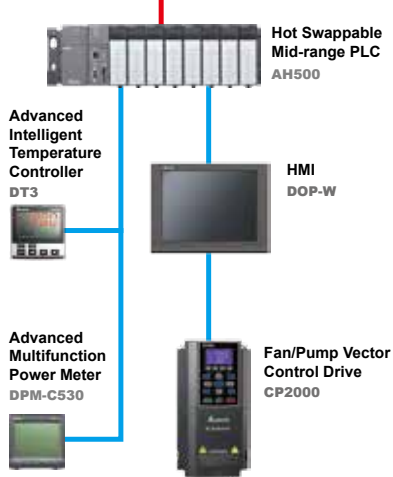 Hot Swappable
Mid-range PLC
AH500
Advanced
Intelligent
Temperature
Controller
DT3
HMI
DOP-W
Advanced
Multifunction
Power Meter
DPM-C530
Fan/Pump Vector
Control Drive
CP2000